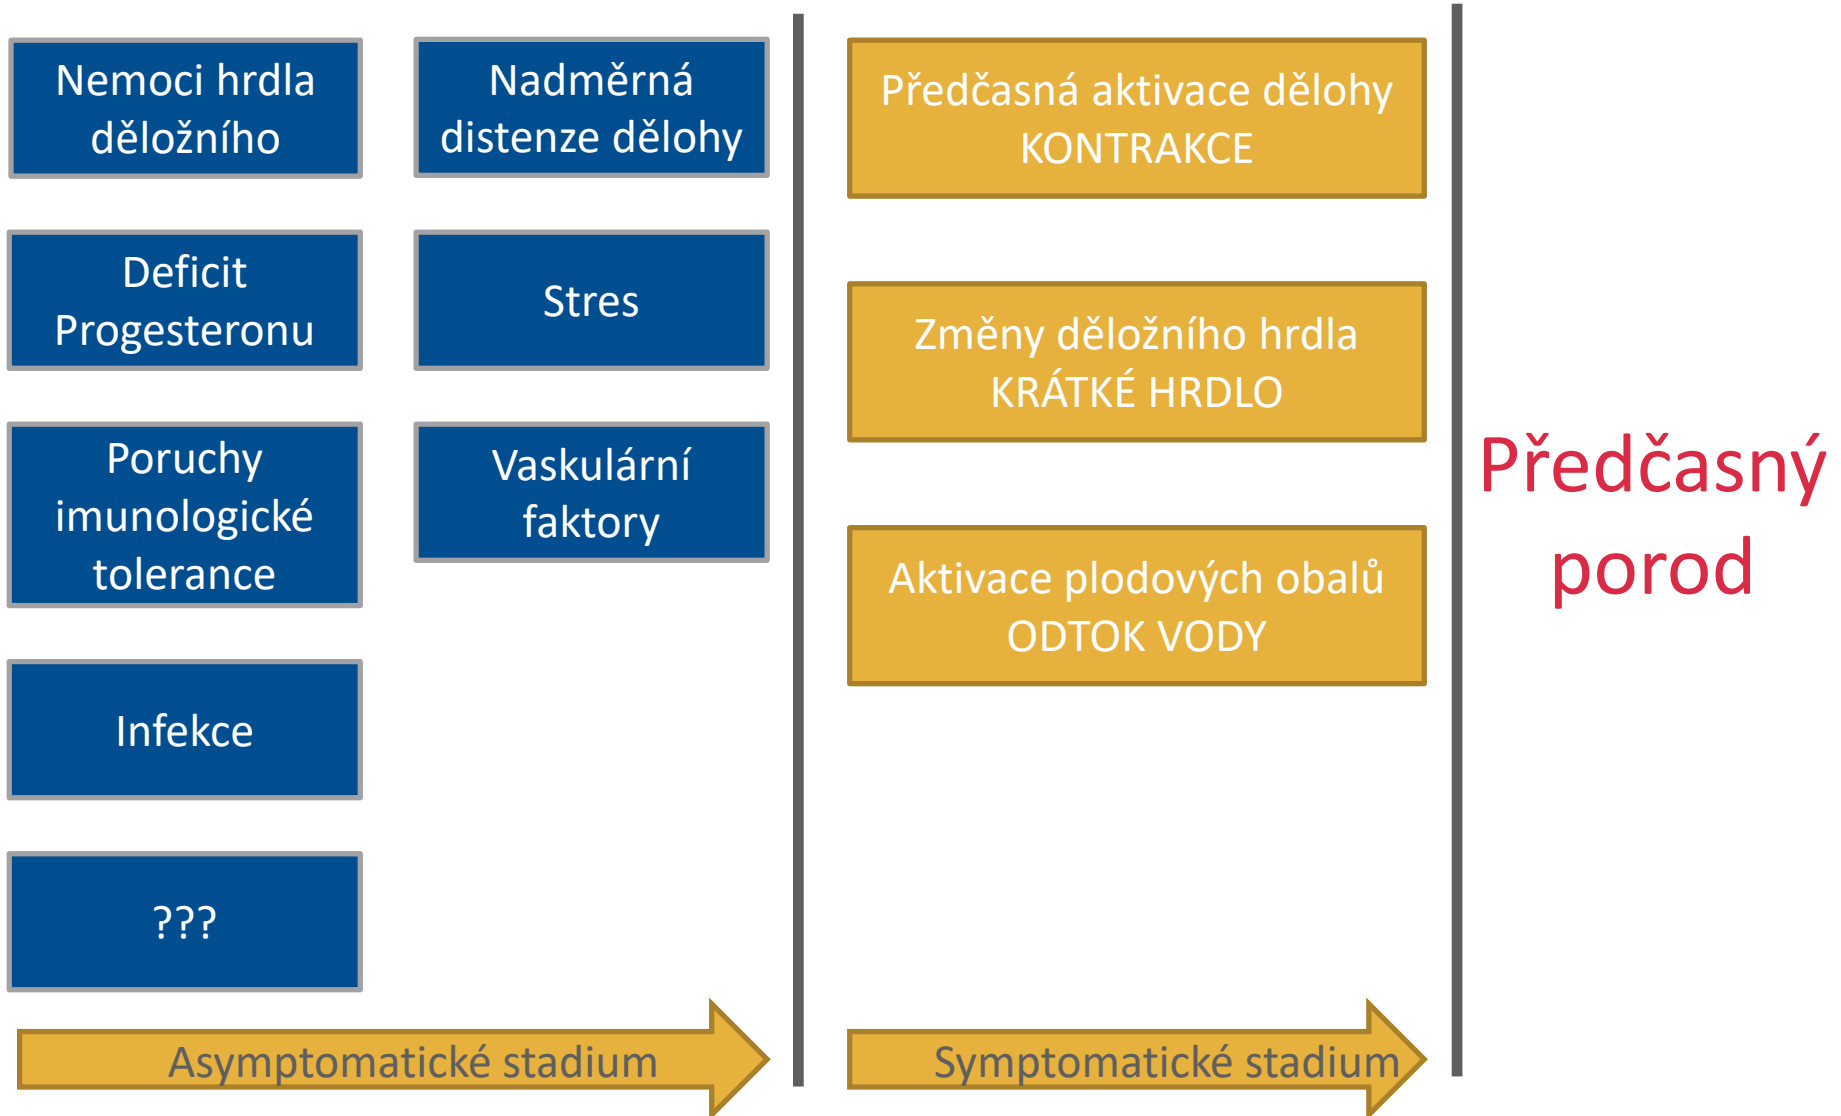 Nemoci hrdla
děložního
Deficit
Progesteronu
Poruchy
imunologické
tolerance
Infekce
???
Nadměrná
distenze dělohy
Stres
Vaskulární
faktory
Asymptomatické stadium
Předčasná aktivace dělohy
KONTRAKCE
Změny děložního hrdla
KRÁTKÉ HRDLO
Aktivace plodových obalů
ODTOK VODY
Symptomatické stadium
Předčasný
porod